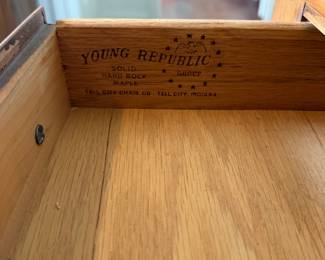 YOUNG REPUBLIC
SOLID
HARD ROCK
MAPLE
GROUP
TELL CITY CHAIR CO. TELL CITY, INDIANA